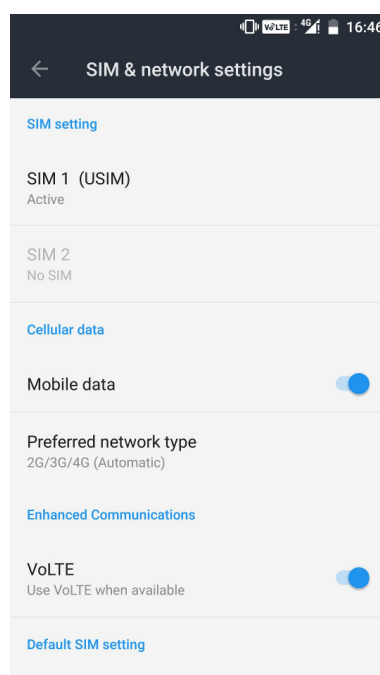 VoLTE 4G 16:46
SIM & network settings
SIM setting
SIM 1 (USIM)
Active
SIM 2
No SIM
Cellular data
Mobile data
Preferred network type
2G/3G/4G (Automatic)
Enhanced Communications
VoLTE
Use VoLTE when available
Default SIM setting